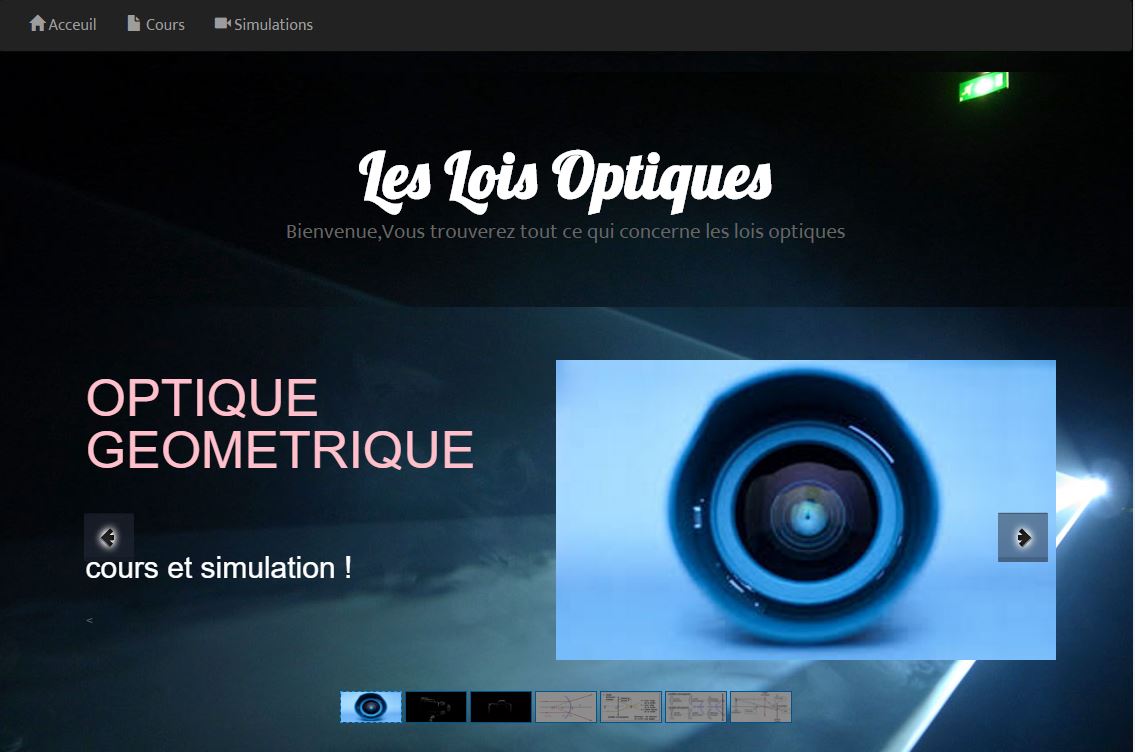 Acceuil Cours Simulations
Les Lois Optiques
Bienvenue,Vous trouverez tout ce qui concerne les lois optiques
OPTIQUE
GEOMETRIQUE
cours et simulation !
<